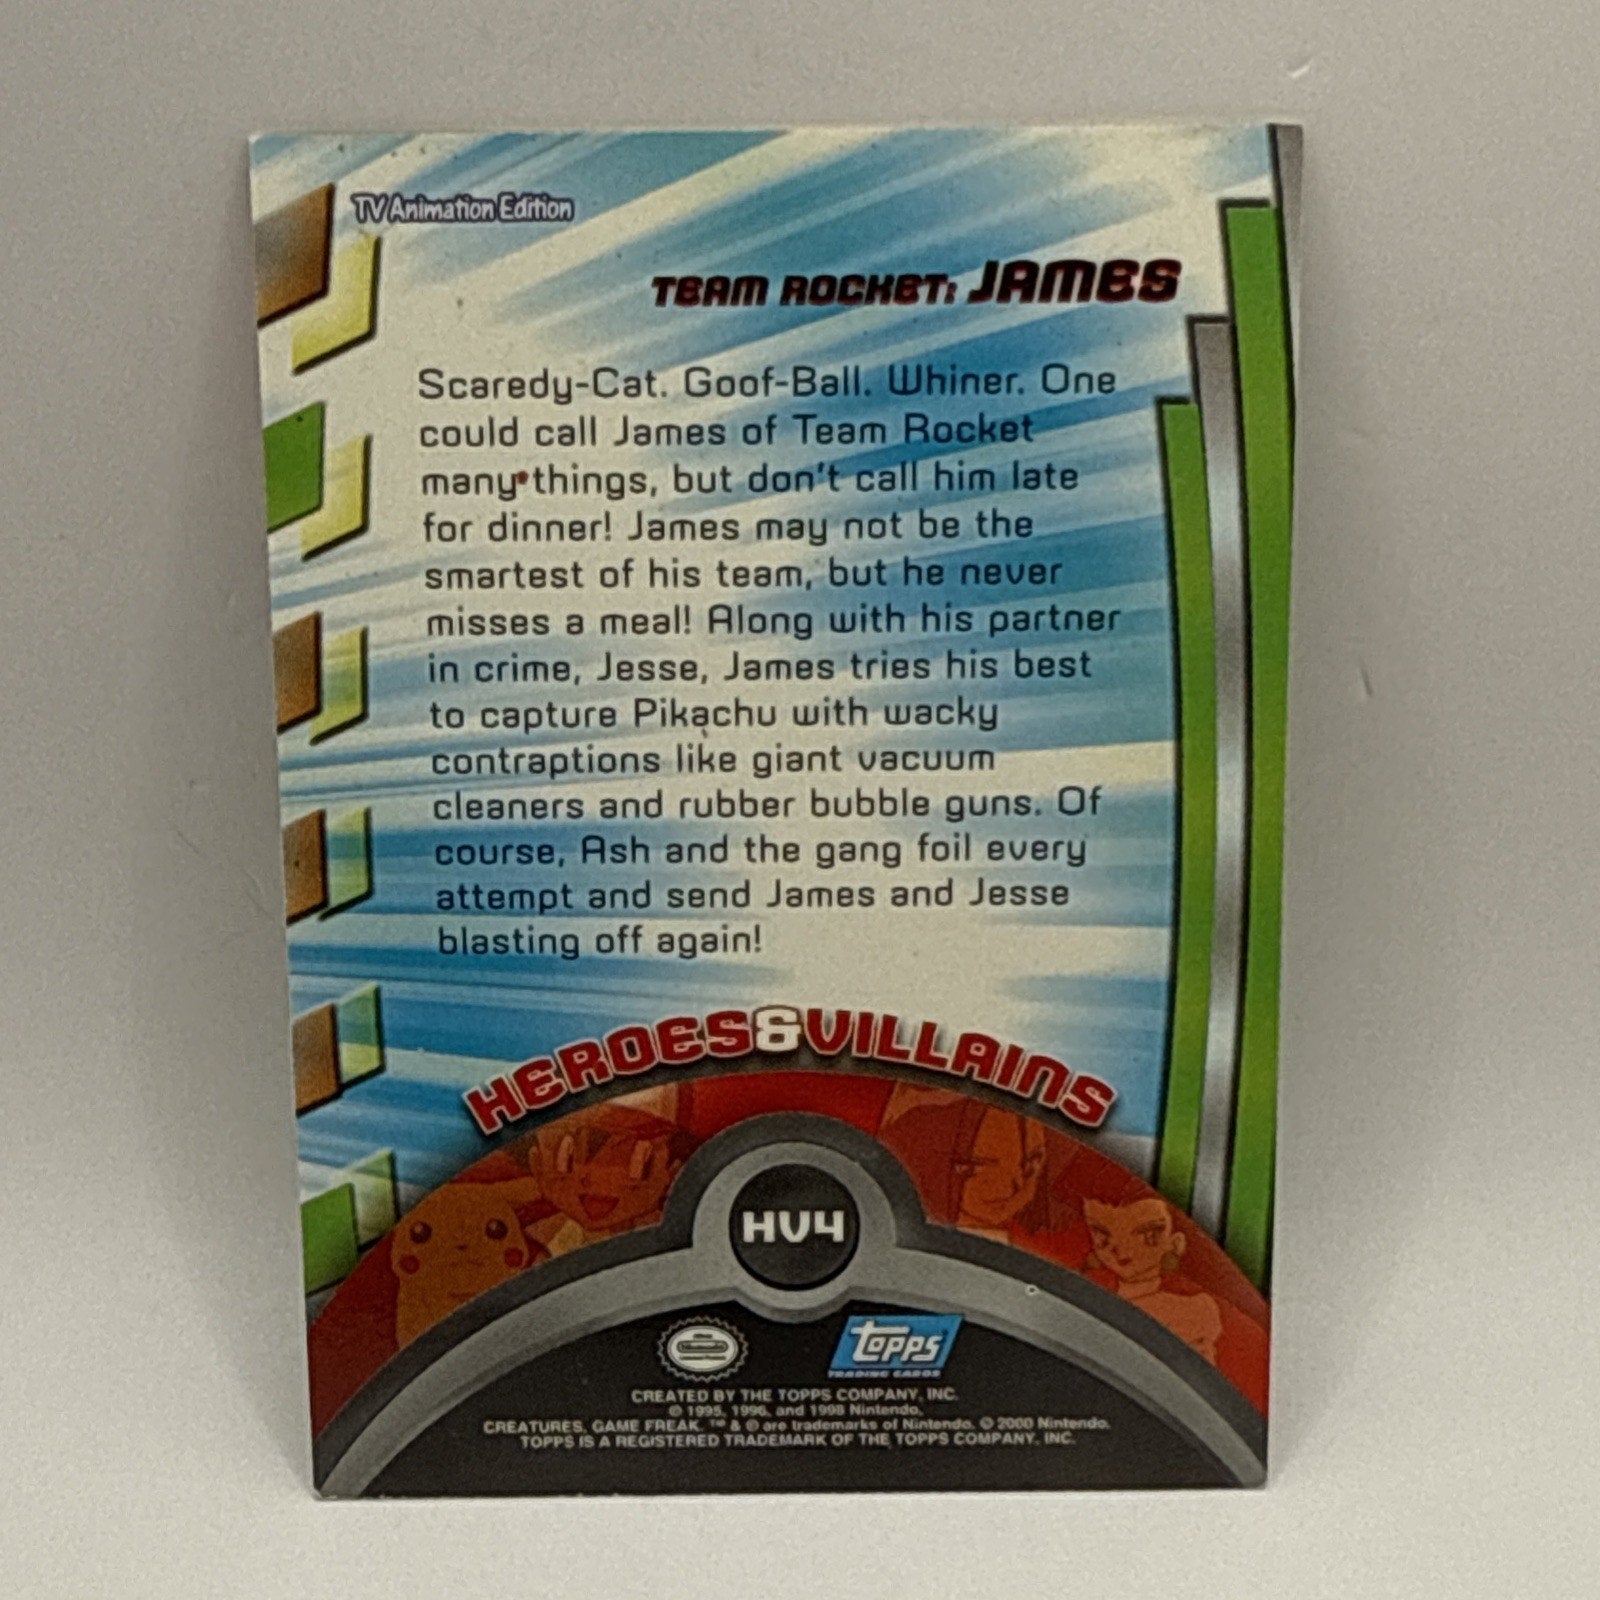 TV Animation Edition
TEAM ROCKET: JAMES
Scaredy-Cat. Goof-Ball. Whiner. One
could call James of Team Rocket
many things, but don't call him late
for dinner! James may not be the
smartest of his team, but he never
misses a meal! Along with his partner
in crime, Jesse, James tries his best
to capture Pikachu with wacky
contraptions like giant vacuum
cleaners and rubber bubble guns. Of
course, Ash and the gang foil every
attempt and send James and Jesse
blasting off again!
HEROES&VILLAINS
HV4
Nintendo
topps
TRADING CARDS
CREATED BY THE TOPPS COMPANY, INC.
© 1995, 1996, and 1998 Nintendo,
CREATURES, GAME FREAK. ™ & © are trademarks of Nintendo. © 2000 Nintendo.
TOPPS IS A REGISTERED TRADEMARK OF THE TOPPS COMPANY, INC.